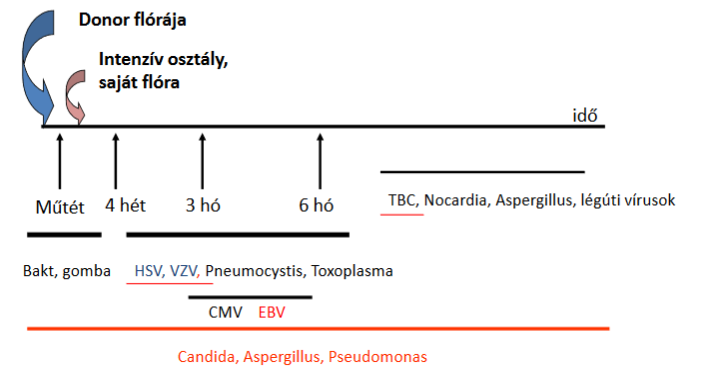 Donor flórája
Intenzív osztály,
saját flóra
idő
Műtét 4 hét 3 hó 6 hó
TBC, Nocardia, Aspergillus, légúti vírusok
Bakt, gomba
HSV, VZV, Pneumocystis, Toxoplasma
CMV EBV
Candida, Aspergillus, Pseudomonas